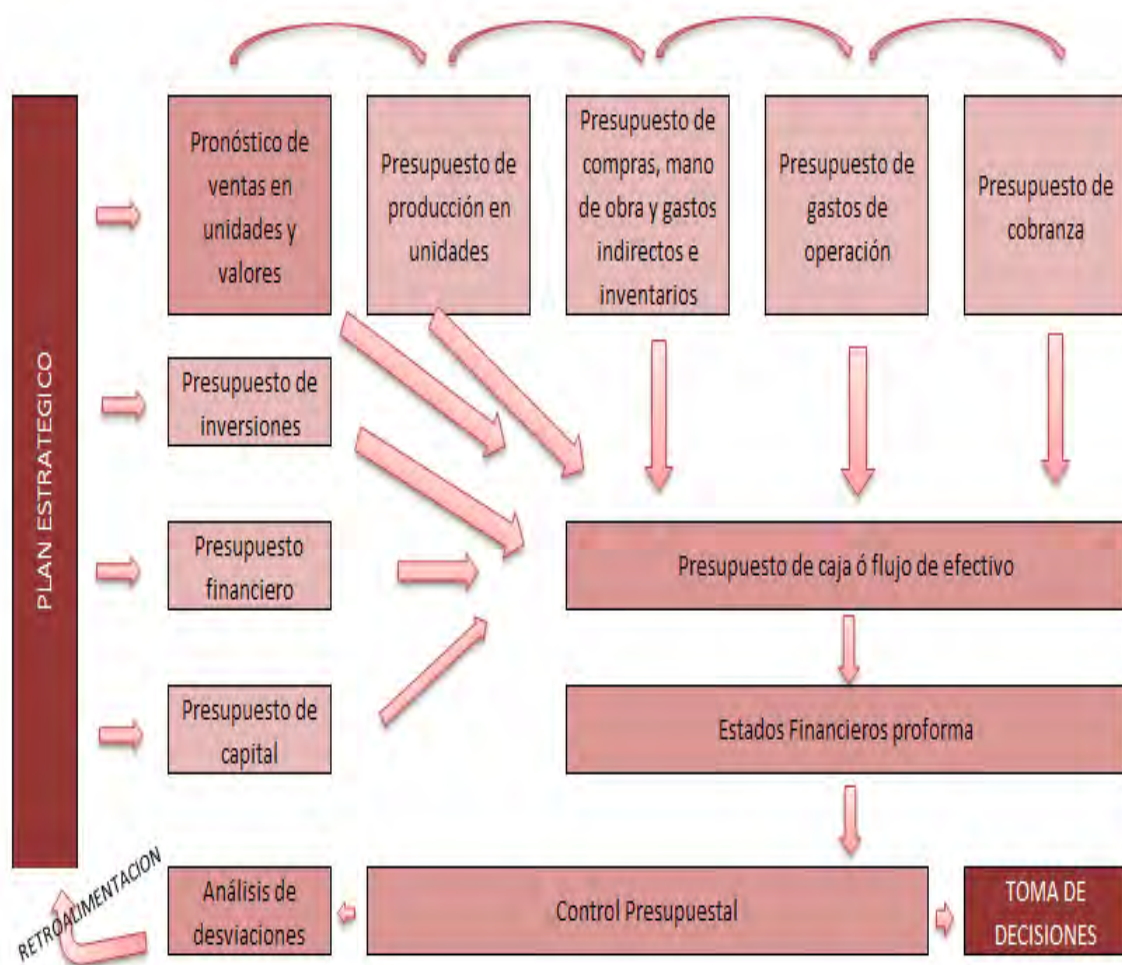 Pronóstico de
ventas en
unidades y
valores
Presupuesto de
producción en
unidades
Presupuesto de
compras, mano
de obra y gastos
indirectos e
inventarios
Presupuesto de
gastos de
operación
Presupuesto de
cobranza
PLAN ESTRATEGICO
Presupuesto de
inversiones
Presupuesto
financiero
Presupuesto de caja ó flujo de efectivo
Presupuesto de
capital
Estados Financieros proforma
RETROALIMENTACION
Análisis de
desviaciones
Control Presupuestal
TOMA DE
DECISIONES